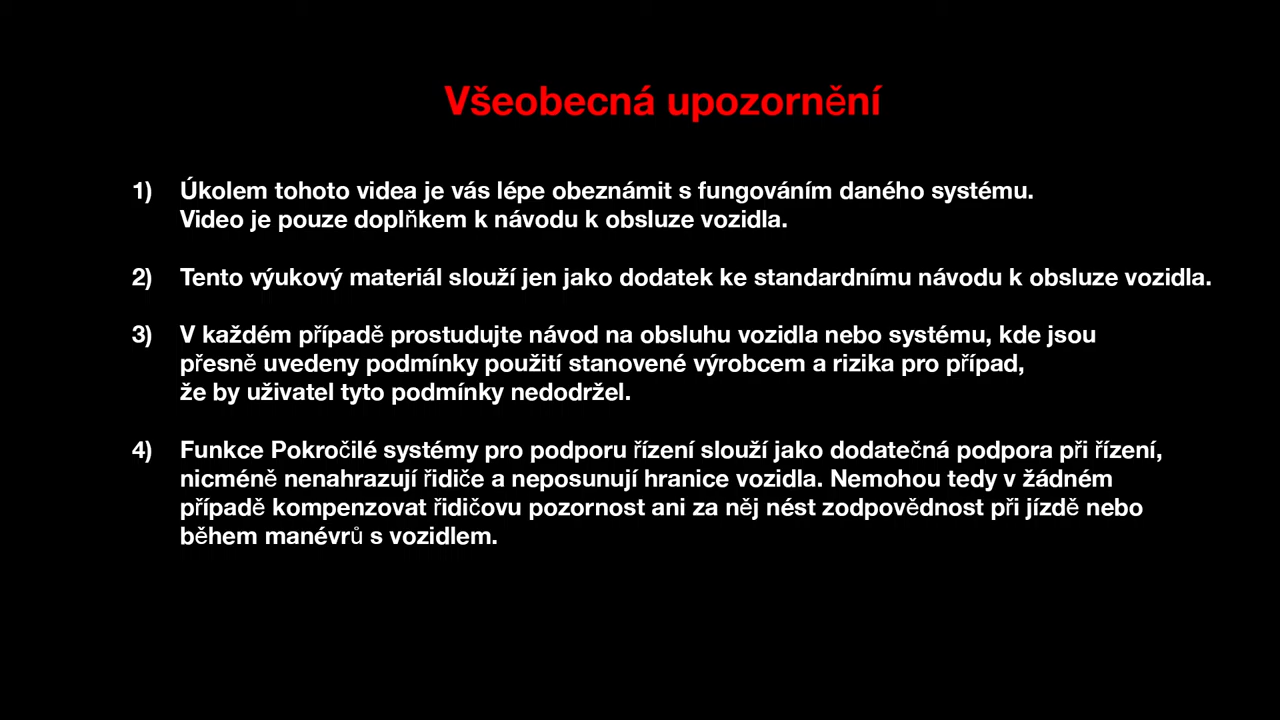 Všeobecná upozornění
1) Úkolem tohoto videa je vás lépe obeznámit s fungováním daného systému.
Video je pouze doplňkem k návodu k obsluze vozidla.
2) Tento výukový materiál slouží jen jako dodatek ke standardnímu návodu k obsluze vozidla.
3) V každém případě prostudujte návod na obsluhu vozidla nebo systému, kde jsou
přesně uvedeny podmínky použití stanovené výrobcem a rizika pro případ,
že by uživatel tyto podmínky nedodržel.
4) Funkce Pokročilé systémy pro podporu řízení slouží jako dodatečná podpora při řízení,
nicméně nenahrazují řidiče a neposunují hranice vozidla. Nemohou tedy v žádném
případě kompenzovat řidičovu pozornost ani za něj nést zodpovědnost při jízdě nebo
během manévrů s vozidlem.